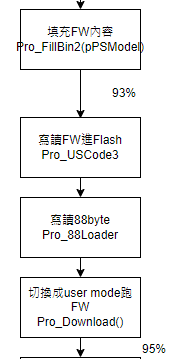 填充FW內容
Pro_FillBin2(pPSModel)
93%
寫讀FW進Flash
Pro_USCode3
寫讀88byte
Pro_88Loader
切換成user mode跑
FW
Pro_Download()
95%